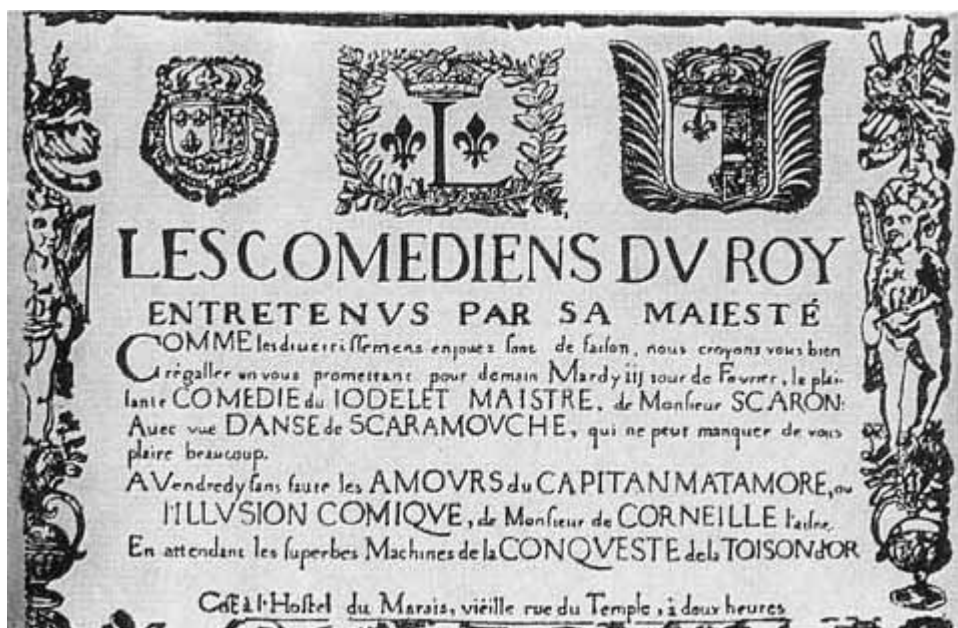 L
LES COMEDIENS DV ROY
ENTRETENVS PAR SA MAIESTÉ
COMME les diuertissemens enjouez sont de saison, nous croyons vous bien
régaller en vous promettant pour demain Mardy iij iour de Fevrier, la plai-
sante COMEDIE du IODELET MAISTRE, de Monsieur SCARON:
Auec vne DANSE de SCARAMOVCHE, qui ne peut manquer de vous
plaire beaucoup.
A Vendredy sans faute les AMOVRS du CAPITAN MATAMORE, ou
l'ILLVSION COMIQVE, de Monsieur de CORNEILLE l'aisne.
En attendant les superbes Machines de la CONQVESTE de la TOISON d'OR
C'est à l'Hostel du Marais, vieille rue du Temple, à deux heures